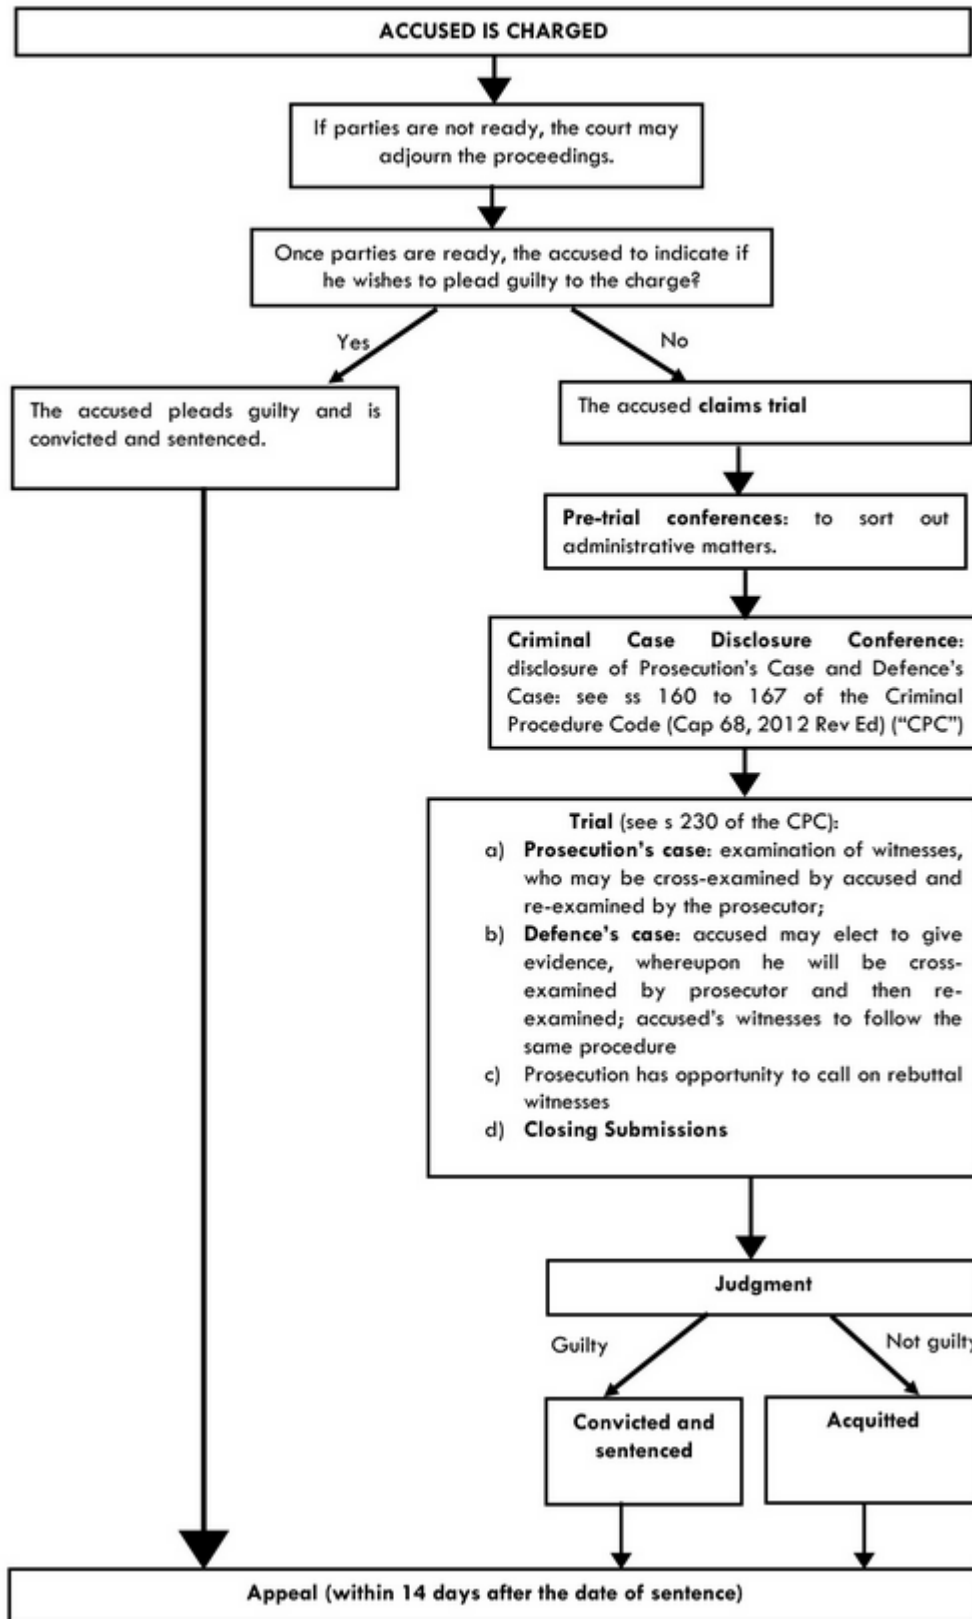 ACCUSED IS CHARGED
If parties are not ready, the court may
adjourn the proceedings.
Once parties are ready, the accused to indicate if
he wishes to plead guilty to the charge?
Yes
No
The accused pleads guilty and is
convicted and sentenced.
The accused claims trial
Pre-trial conferences: to sort out
administrative matters.
Criminal Case Disclosure Conference:
disclosure of Prosecution's Case and Defence's
Case: see ss 160 to 167 of the Criminal
Procedure Code (Cap 68, 2012 Rev Ed) ("CPC")
Trial (see s 230 of the CPC):
a) Prosecution's case: examination of witnesses,
who may be cross-examined by accused and
re-examined by the prosecutor;
b) Defence's case: accused may elect to give
evidence, whereupon he will be cross-
examined by prosecutor and then re-
examined; accused's witnesses to follow the
same procedure
c) Prosecution has opportunity to call on rebuttal
witnesses
d) Closing Submissions
Judgment
Guilty
Not guilty
Convicted and
sentenced
Acquitted
Appeal (within 14 days after the date of sentence)